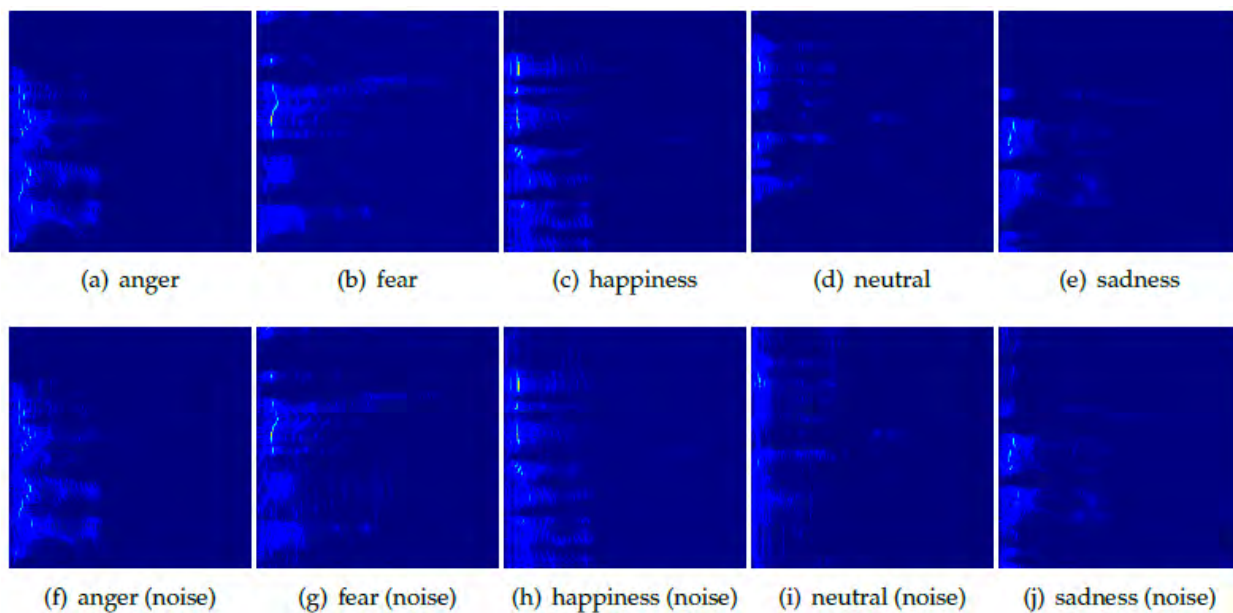 (a) anger
(b) fear
(c) happiness
(d) neutral
(e) sadness
(f) anger (noise)
(g) fear (noise)
(h) happiness (noise)
(i) neutral (noise)
(j) sadness (noise)